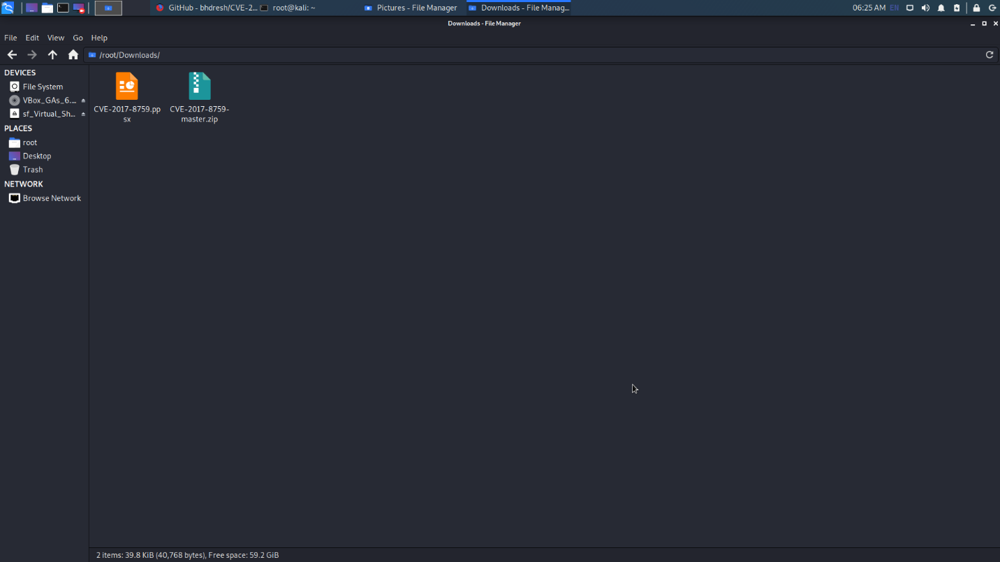 GitHub - bhdresh/CVE-2...
root@kali: ~
Pictures - File Manager
Downloads - File Manag...
06:25 AM
EN
Downloads - File Manager
File Edit View Go Help
/root/Downloads/
DEVICES
File System
VBox_GAs_6....
sf_Virtual_Sh...
PLACES
root
Desktop
Trash
NETWORK
Browse Network
CVE-2017-8759.pp
sx
CVE-2017-8759-
master.zip
2 items: 39.8 KiB (40,768 bytes), Free space: 59.2 GiB